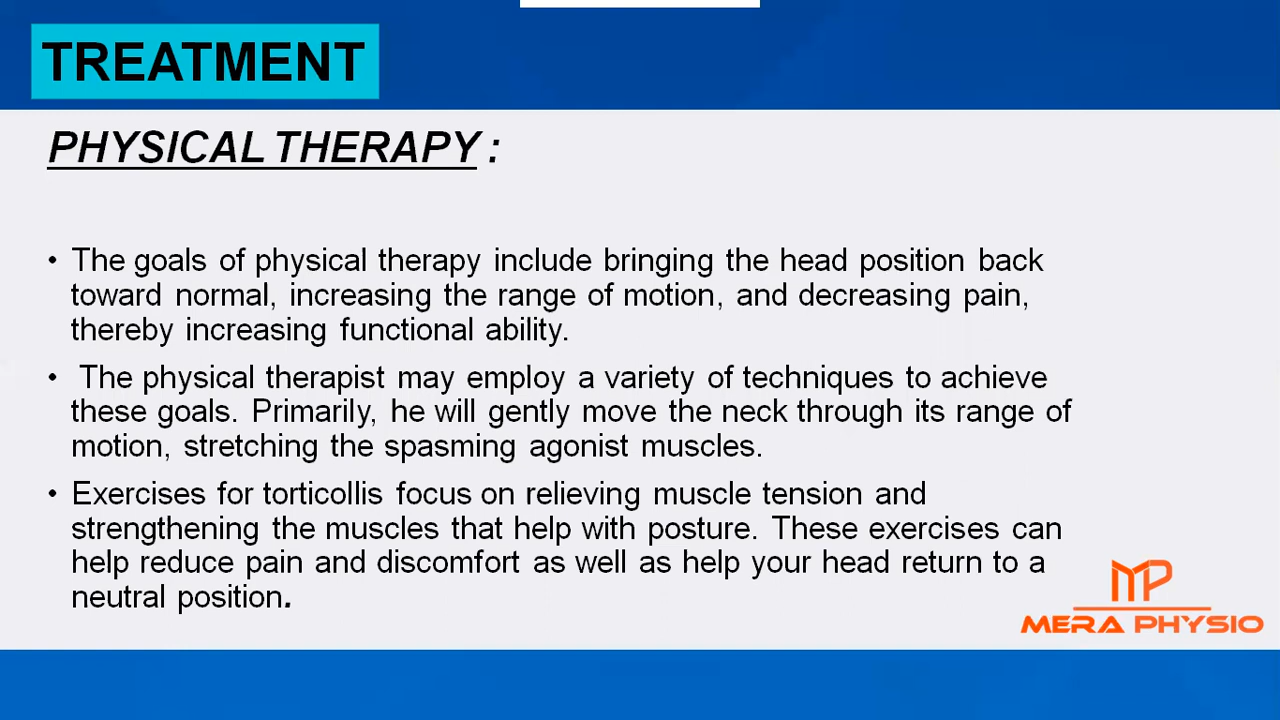 TREATMENT
PHYSICAL THERAPY :
• The goals of physical therapy include bringing the head position back
toward normal, increasing the range of motion, and decreasing pain,
thereby increasing functional ability.
• The physical therapist may employ a variety of techniques to achieve
these goals. Primarily, he will gently move the neck through its range of
motion, stretching the spasming agonist muscles.
• Exercises for torticollis focus on relieving muscle tension and
strengthening the muscles that help with posture. These exercises can
help reduce pain and discomfort as well as help your head return to a
neutral position.
MP
MERA PHYSIO